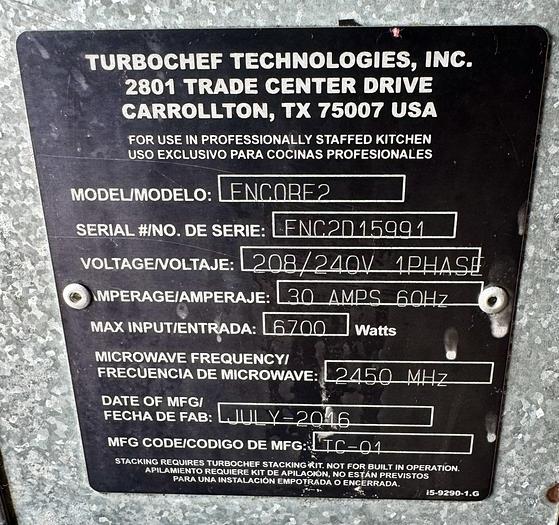 TURBOCHEF TECHNOLOGIES, INC.
2801 TRADE CENTER DRIVE
CARROLLTON, TX 75007 USA
FOR USE IN PROFESSIONALLY STAFFED KITCHEN
USO EXCLUSIVO PARA COCINAS PROFESIONALES
MODEL/MODELO: ENCORE2
SERIAL #/NO. DE SERIE: ENC2D15991
VOLTAGE/VOLTAJE: 208/240V 1PHASE
AMPERAGE/AMPERAJE: 30 AMPS 60Hz
MAX INPUT/ENTRADA: 6700 Watts
MICROWAVE FREQUENCY/
FRECUENCIA DE MICROWAVE: 2450 MHz
DATE OF MFG/
FECHA DE FAB: JULY-2016
MFG CODE/CODIGO DE MFG: TC-01
STACKING REQUIRES TURBOCHEF STACKING KIT. NOT FOR BUILT IN OPERATION.
APILAMIENTO REQUIERE KIT DE APILACIÓN, NO ESTÁN PREVISTOS
PARA UNA INSTALACIÓN EMPOTRADA O ENCERRADA.
I5-9290-1.G